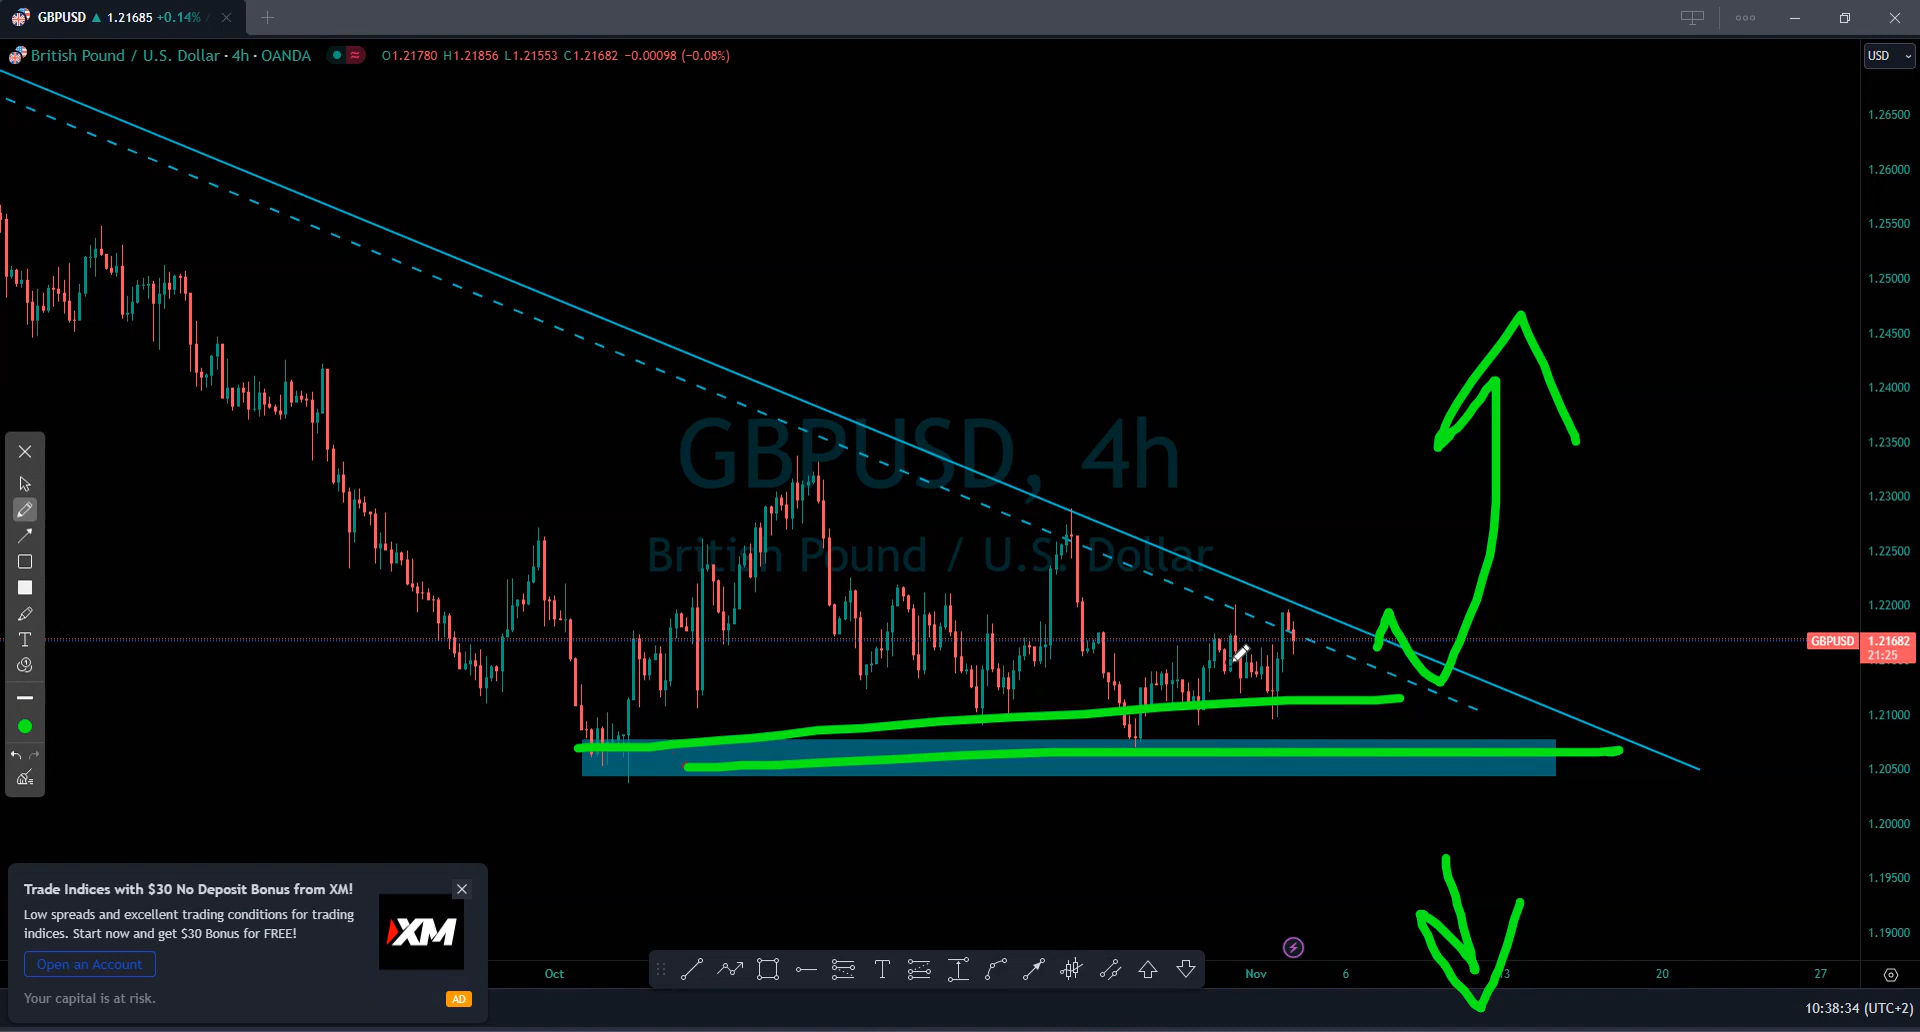 GBPUSD ▲ 1.21685 +0.14% /
British Pound / U.S. Dollar · 4h · OANDA O1.21780 H1.21856 L1.21553 C1.21682 −0.00098 (−0.08%)
USD
1.26500
1.26000
1.25500
1.25000
1.24500
1.24000
1.23500
1.23000
1.22500
1.22000
GBPUSD 1.21682
21:25
1.21000
1.20500
1.20000
1.19500
1.19000
GBPUSD, 4h
British Pound / U.S. Dollar
T
Trade Indices with $30 No Deposit Bonus from XM!
Low spreads and excellent trading conditions for trading
indices. Start now and get $30 Bonus for FREE!
XM
Open an Account
Your capital is at risk.
AD
Oct Nov 6 13 20 27
T
10:38:34 (UTC+2)